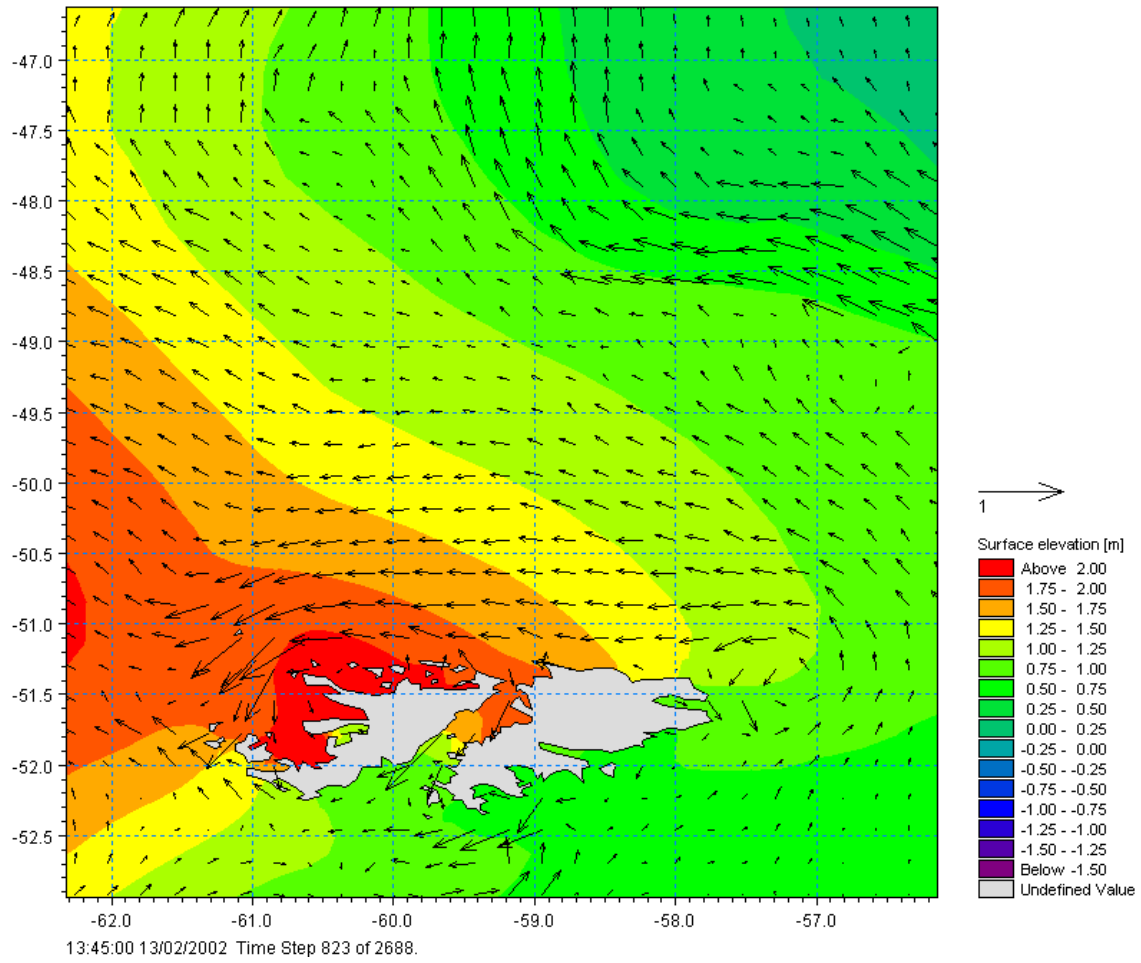 -47.0
-47.5
-48.0
-48.5
-49.0
-49.5
-50.0
-50.5
-51.0
-51.5
-52.0
-52.5
-62.0 -61.0 -60.0 -59.0 -58.0 -57.0
13:45:00 13/02/2002 Time Step 823 of 2688.
1
Surface elevation [m]
Above 2.00
1.75 - 2.00
1.50 - 1.75
1.25 - 1.50
1.00 - 1.25
0.75 - 1.00
0.50 - 0.75
0.25 - 0.50
0.00 - 0.25
-0.25 - 0.00
-0.50 - -0.25
-0.75 - -0.50
-1.00 - -0.75
-1.25 - -1.00
-1.50 - -1.25
Below -1.50
Undefined Value